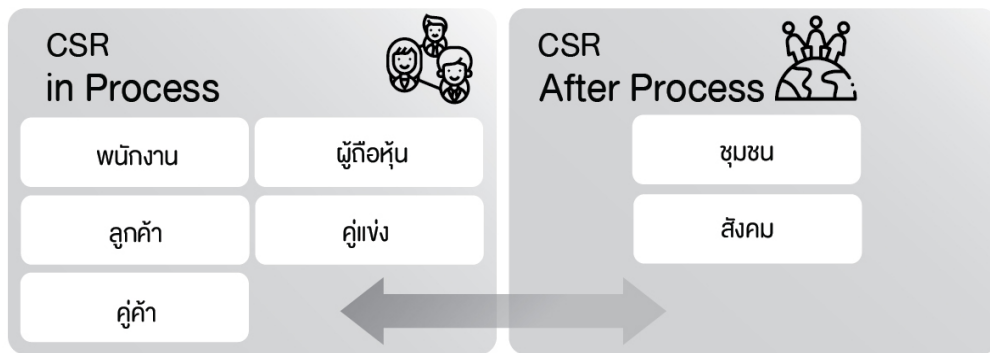 CSR
in Process
พนักงาน
ผู้ถือหุ้น
ลูกค้า
คู่แข่ง
คู่ค้า
CSR
After Process
ชุมชน
สังคม